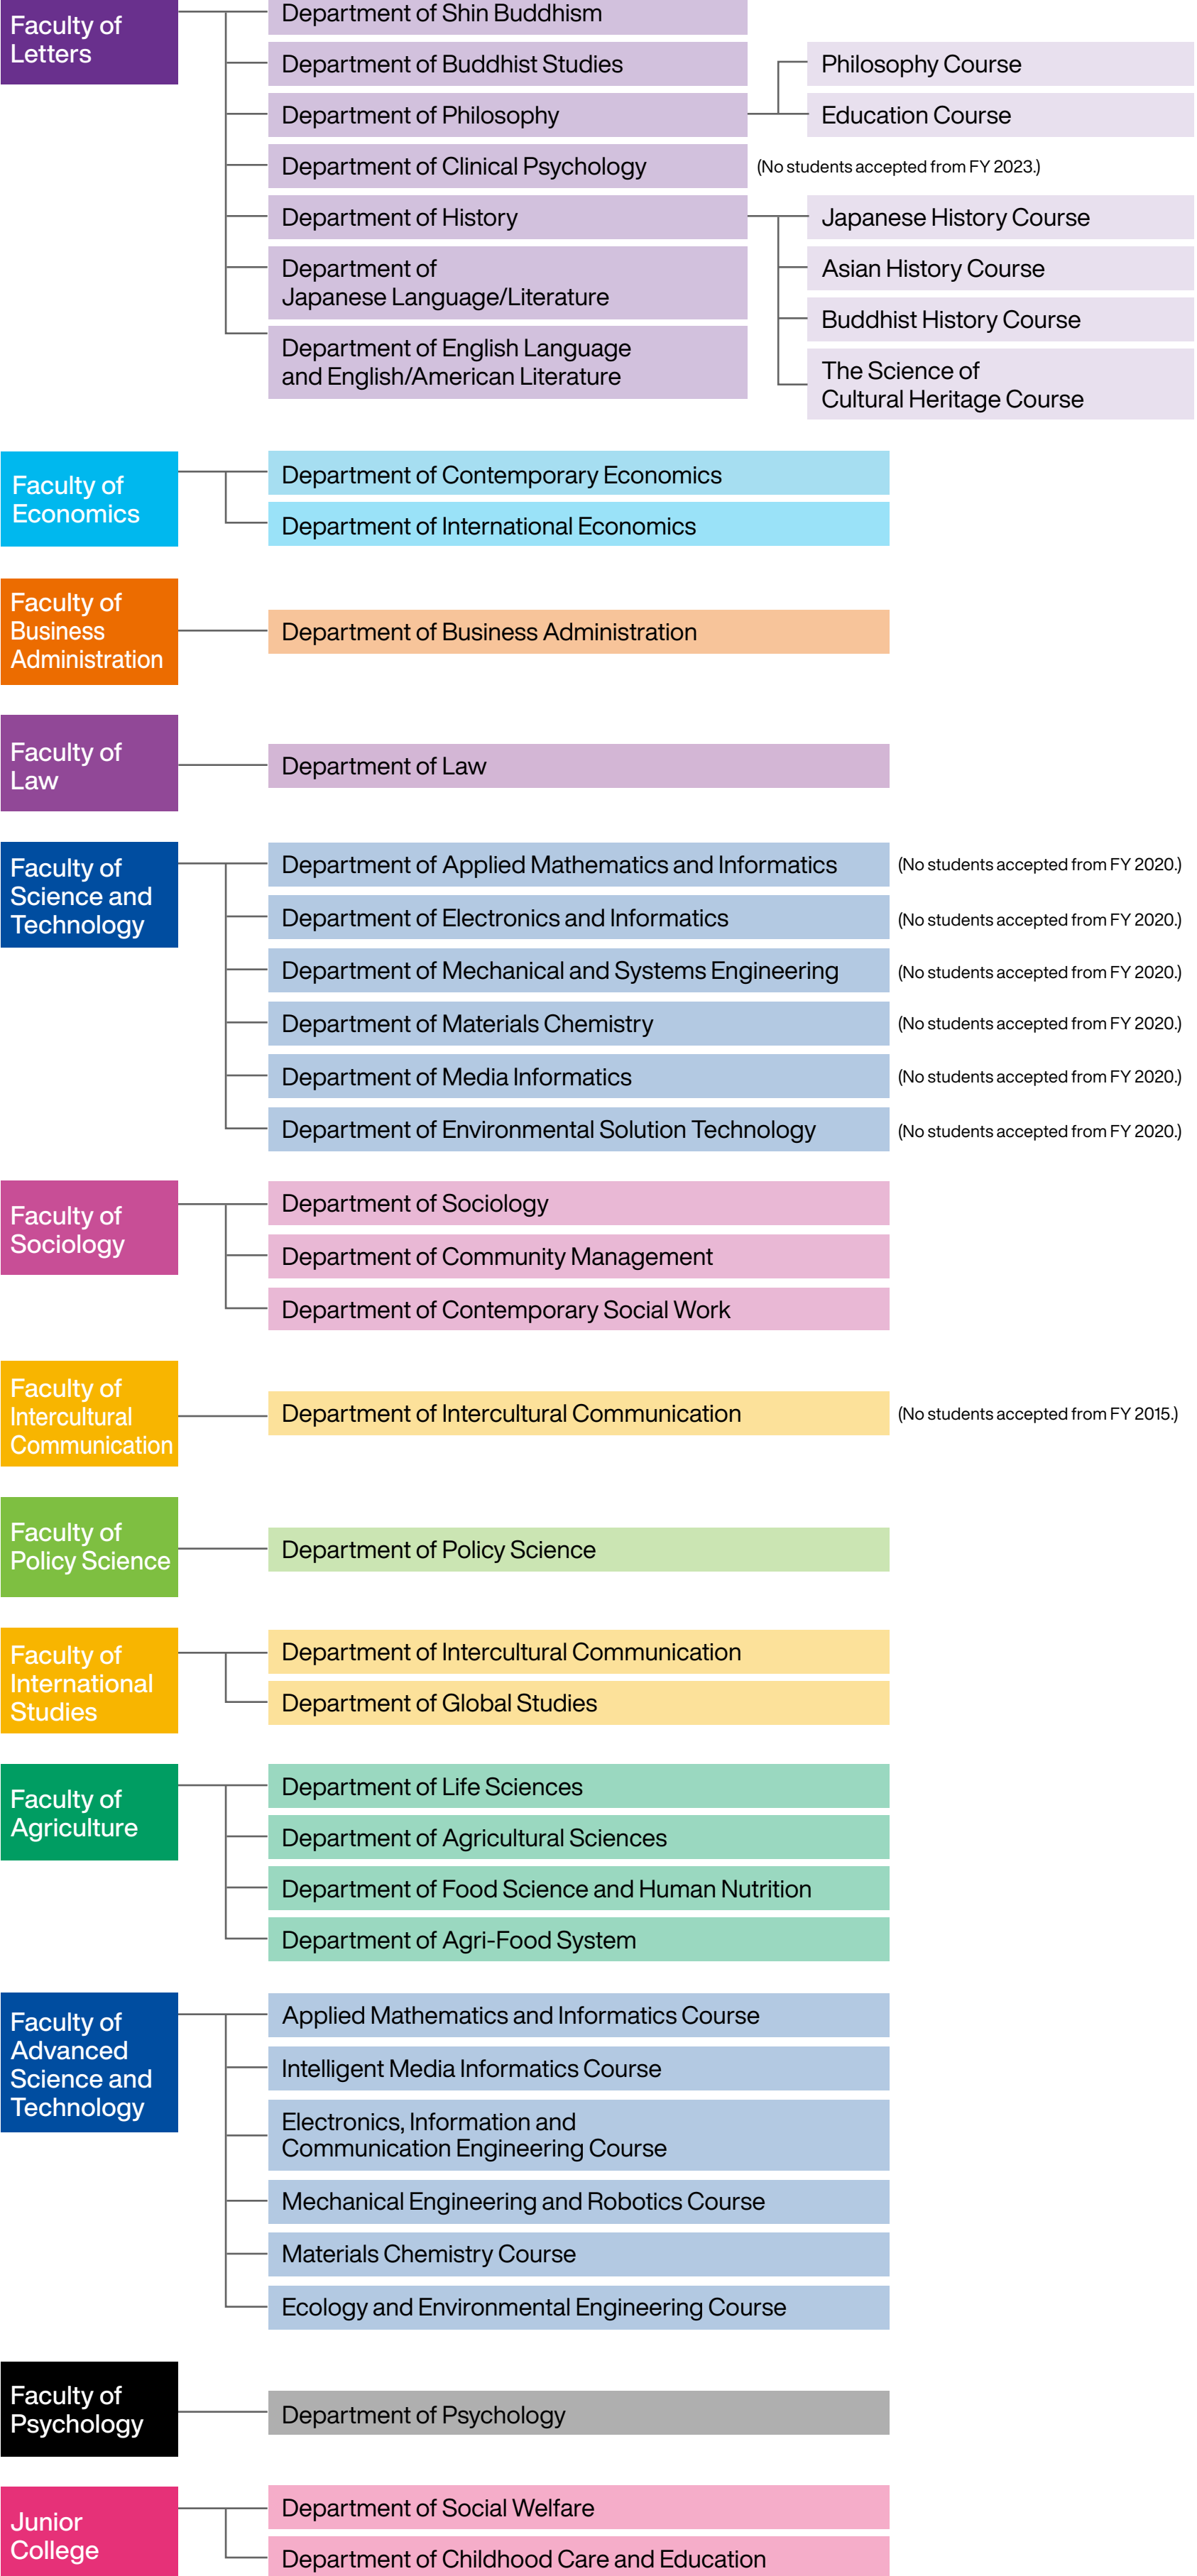 Faculty of
Letters
Department of Shin Buddhism
Department of Buddhist Studies
Department of Philosophy
Philosophy Course
Education Course
Department of Clinical Psychology
(No students accepted from FY 2023.)
Department of History
Japanese History Course
Asian History Course
Buddhist History Course
The Science of
Cultural Heritage Course
Department of
Japanese Language/Literature
Department of English Language
and English/American Literature
Faculty of
Economics
Department of Contemporary Economics
Department of International Economics
Faculty of
Business
Administration
Department of Business Administration
Faculty of
Law
Department of Law
Faculty of
Science and
Technology
Department of Applied Mathematics and Informatics
(No students accepted from FY 2020.)
Department of Electronics and Informatics
(No students accepted from FY 2020.)
Department of Mechanical and Systems Engineering
(No students accepted from FY 2020.)
Department of Materials Chemistry
(No students accepted from FY 2020.)
Department of Media Informatics
(No students accepted from FY 2020.)
Department of Environmental Solution Technology
(No students accepted from FY 2020.)
Faculty of
Sociology
Department of Sociology
Department of Community Management
Department of Contemporary Social Work
Faculty of
Intercultural
Communication
Department of Intercultural Communication
(No students accepted from FY 2015.)
Faculty of
Policy Science
Department of Policy Science
Faculty of
International
Studies
Department of Intercultural Communication
Department of Global Studies
Faculty of
Agriculture
Department of Life Sciences
Department of Agricultural Sciences
Department of Food Science and Human Nutrition
Department of Agri-Food System
Faculty of
Advanced
Science and
Technology
Applied Mathematics and Informatics Course
Intelligent Media Informatics Course
Electronics, Information and
Communication Engineering Course
Mechanical Engineering and Robotics Course
Materials Chemistry Course
Ecology and Environmental Engineering Course
Faculty of
Psychology
Department of Psychology
Junior
College
Department of Social Welfare
Department of Childhood Care and Education